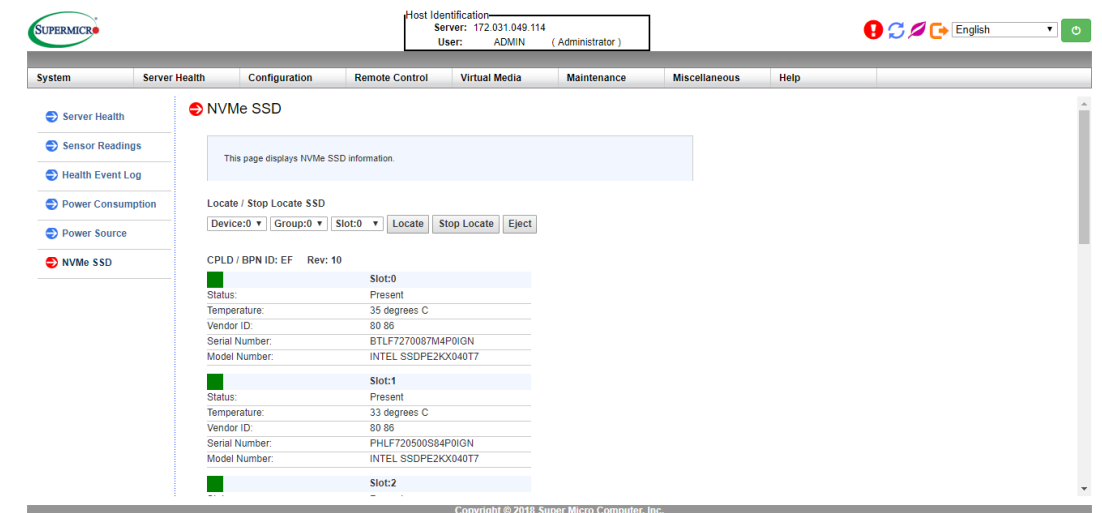 SUPERMICR
Host Identification
Server: 172.031.049.114
User: ADMIN ( Administrator )
English
System Server Health Configuration Remote Control Virtual Media Maintenance Miscellaneous Help
Server Health
Sensor Readings
Health Event Log
Power Consumption
Power Source
NVMe SSD
NVMe SSD
This page displays NVMe SSD information.
Locate / Stop Locate SSD
Device:0 Group:0 Slot:0 Locate Stop Locate Eject
CPLD / BPN ID: EF Rev: 10
Slot:0
Status: Present
Temperature: 35 degrees C
Vendor ID: 80 86
Serial Number: BTLF7270087M4P0IGN
Model Number: INTEL SSDPE2KX040T7
Slot:1
Status: Present
Temperature: 33 degrees C
Vendor ID: 80 86
Serial Number: PHLF720500S84P0IGN
Model Number: INTEL SSDPE2KX040T7
Slot:2
Copyright © 2018 Super Micro Computer, Inc.